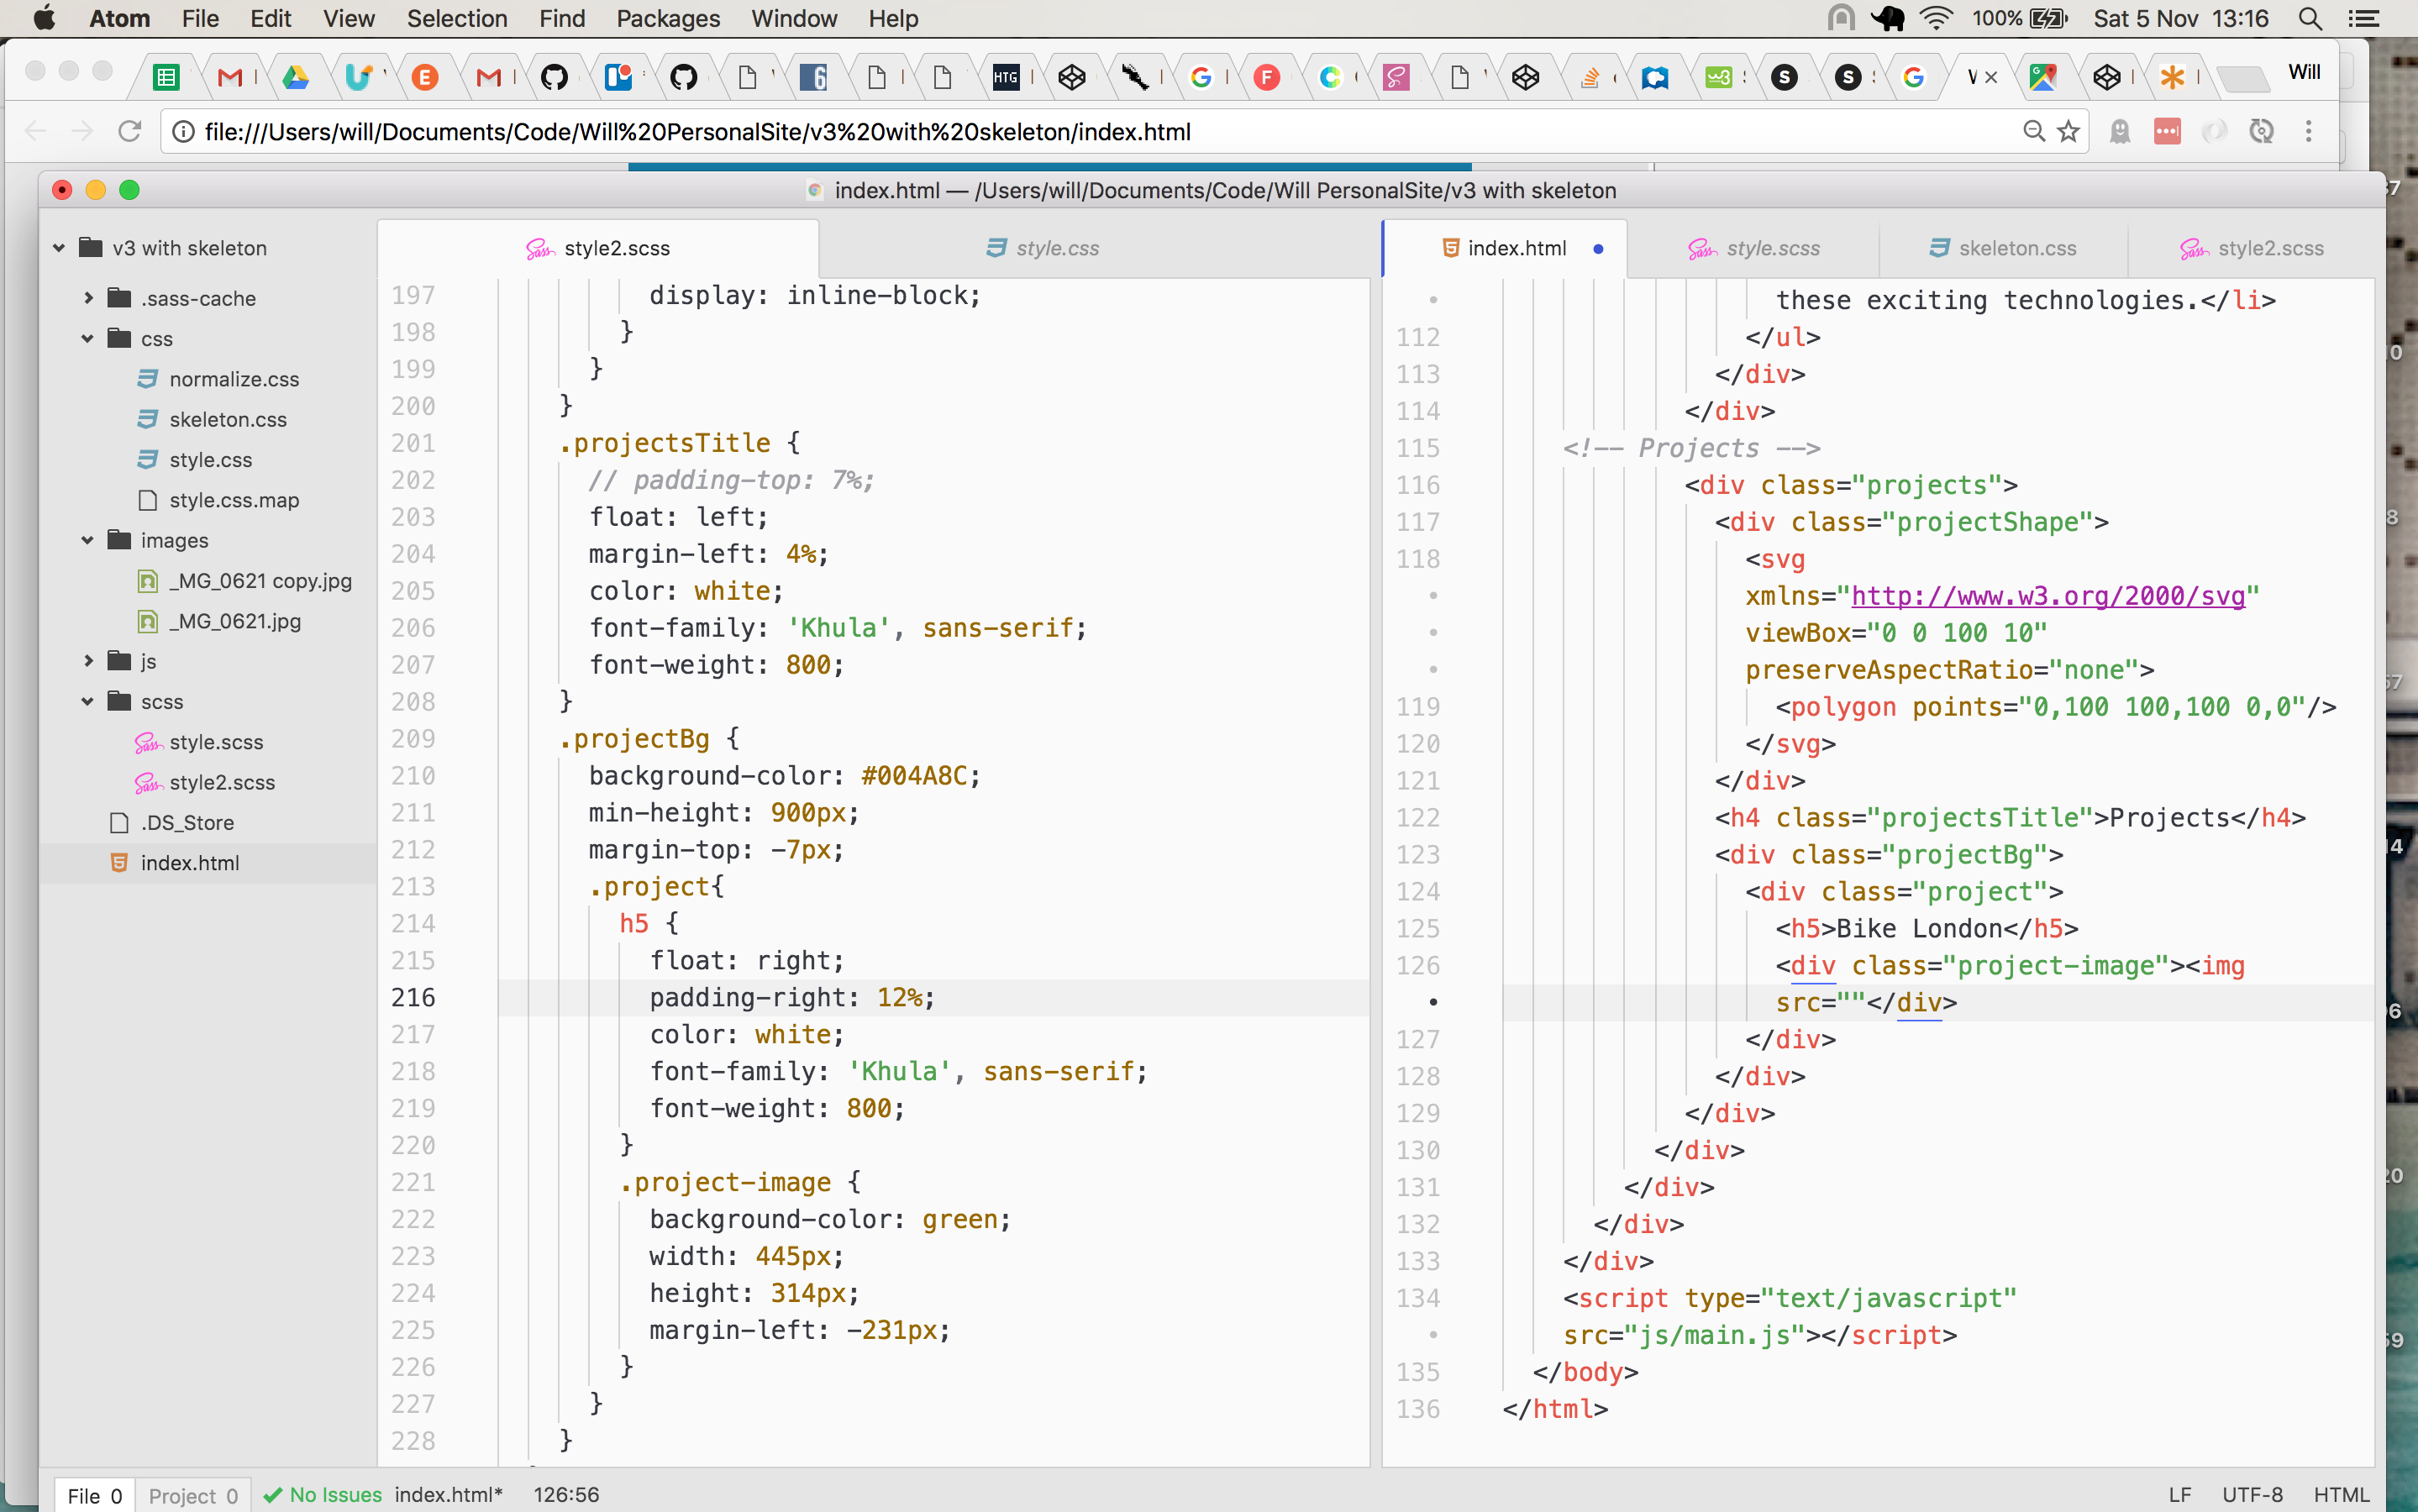 Atom File Edit View Selection Find Packages Window Help 100% Sat 5 Nov 13:16
HTG w3 Will
file:///Users/will/Documents/Code/Will%20PersonalSite/v3%20with%20skeleton/index.html
index.html — /Users/will/Documents/Code/Will PersonalSite/v3 with skeleton
v3 with skeleton
.sass-cache
css
normalize.css
skeleton.css
style.css
style.css.map
images
_MG_0621 copy.jpg
_MG_0621.jpg
js
scss
style.scss
style2.scss
.DS_Store
index.html
style2.scss style.css
197 display: inline-block;
198 }
199 }
200 }
201 .projectsTitle {
202 // padding-top: 7%;
203 float: left;
204 margin-left: 4%;
205 color: white;
206 font-family: 'Khula', sans-serif;
207 font-weight: 800;
208 }
209 .projectBg {
210 background-color: #004A8C;
211 min-height: 900px;
212 margin-top: -7px;
213 .project{
214 h5 {
215 float: right;
216 padding-right: 12%;
217 color: white;
218 font-family: 'Khula', sans-serif;
219 font-weight: 800;
220 }
221 .project-image {
222 background-color: green;
223 width: 445px;
224 height: 314px;
225 margin-left: -231px;
226 }
227 }
228 }
index.html style.scss skeleton.css style2.scss
• these exciting technologies.</li>
112 </ul>
113 </div>
114 </div>
115 <!-- Projects -->
116 <div class="projects">
117 <div class="projectShape">
118 <svg
• xmlns="http://www.w3.org/2000/svg"
• viewBox="0 0 100 10"
• preserveAspectRatio="none">
119 <polygon points="0,100 100,100 0,0"/>
120 </svg>
121 </div>
122 <h4 class="projectsTitle">Projects</h4>
123 <div class="projectBg">
124 <div class="project">
125 <h5>Bike London</h5>
126 <div class="project-image"><img
• src=""</div>
127 </div>
128 </div>
129 </div>
130 </div>
131 </div>
132 </div>
133 </div>
134 <script type="text/javascript"
• src="js/main.js"></script>
135 </body>
136 </html>
File 0 Project 0 No Issues index.html* 126:56 LF UTF-8 HTML